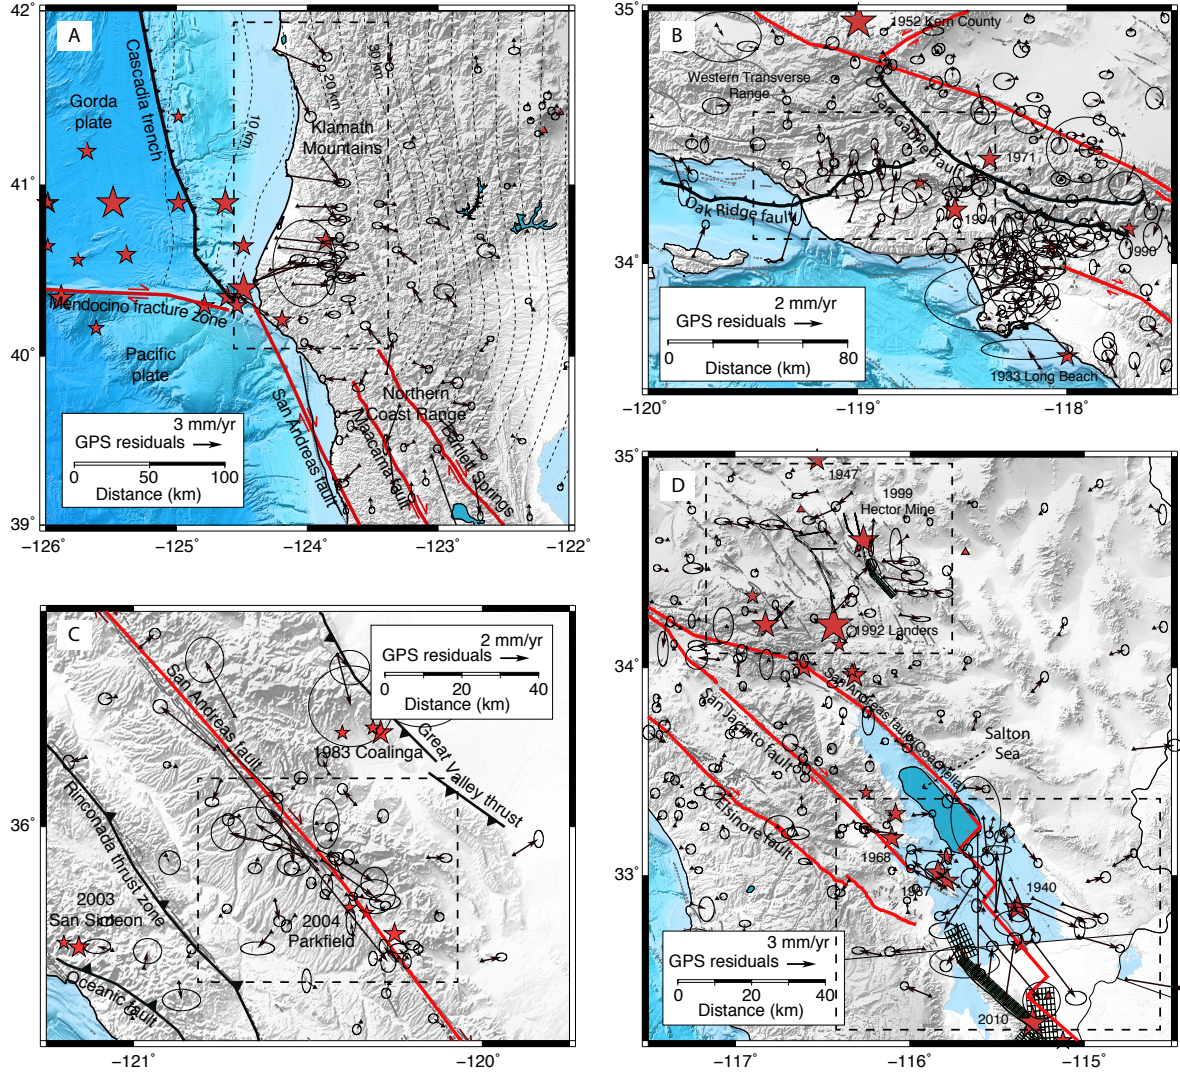 A
42°
41°
40°
39°
−126°
−125°
−124°
−123°
−122°
Cascadia trench
Gorda
plate
10 km
20 km
30 km
Klamath
Mountains
Mendocino fracture zone
Pacific
plate
San Andreas fault
Northern
Coast Range
Maacama fault
Bartlett Springs
3 mm/yr
GPS residuals
0 50 100
Distance (km)
B
35°
34°
−120°
−119°
−118°
1952 Kern County
Western Transverse
Range
San Gabriel fault
1971
1994
1990
Oak Ridge fault
1933 Long Beach
2 mm/yr
GPS residuals
0 40 80
Distance (km)
C
36°
−121°
−120°
San Andreas fault
1983 Coalinga
Great Valley thrust
Rinconada thrust zone
2003
San Simeon
2004
Parkfield
Oceanic fault
2 mm/yr
GPS residuals
0 20 40
Distance (km)
D
35°
34°
33°
−117°
−116°
−115°
1947
1999
Hector Mine
1992 Landers
San Andreas fault (Coachella)
San Jacinto fault
Elsinore fault
Salton
Sea
1968
1987
1940
2010
3 mm/yr
GPS residuals
0 20 40
Distance (km)